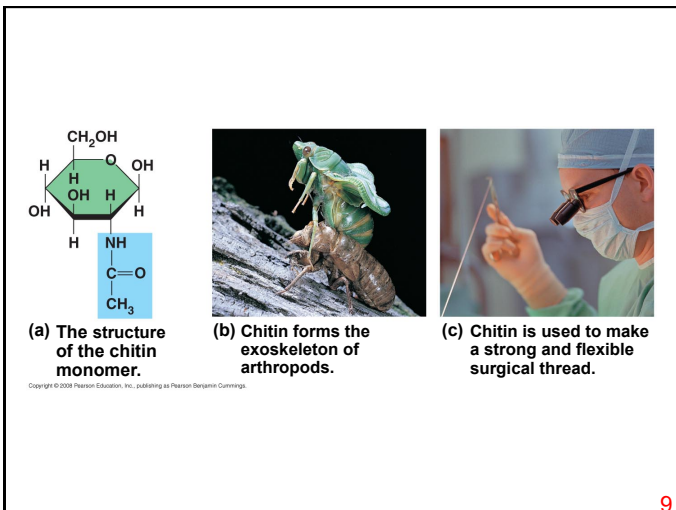 CH₂OH
H O OH
H
OH H
OH H
H NH
C=O
CH₃
(a) The structure
of the chitin
monomer.
(b) Chitin forms the
exoskeleton of
arthropods.
(c) Chitin is used to make
a strong and flexible
surgical thread.
Copyright © 2008 Pearson Education, Inc., publishing as Pearson Benjamin Cummings.
9